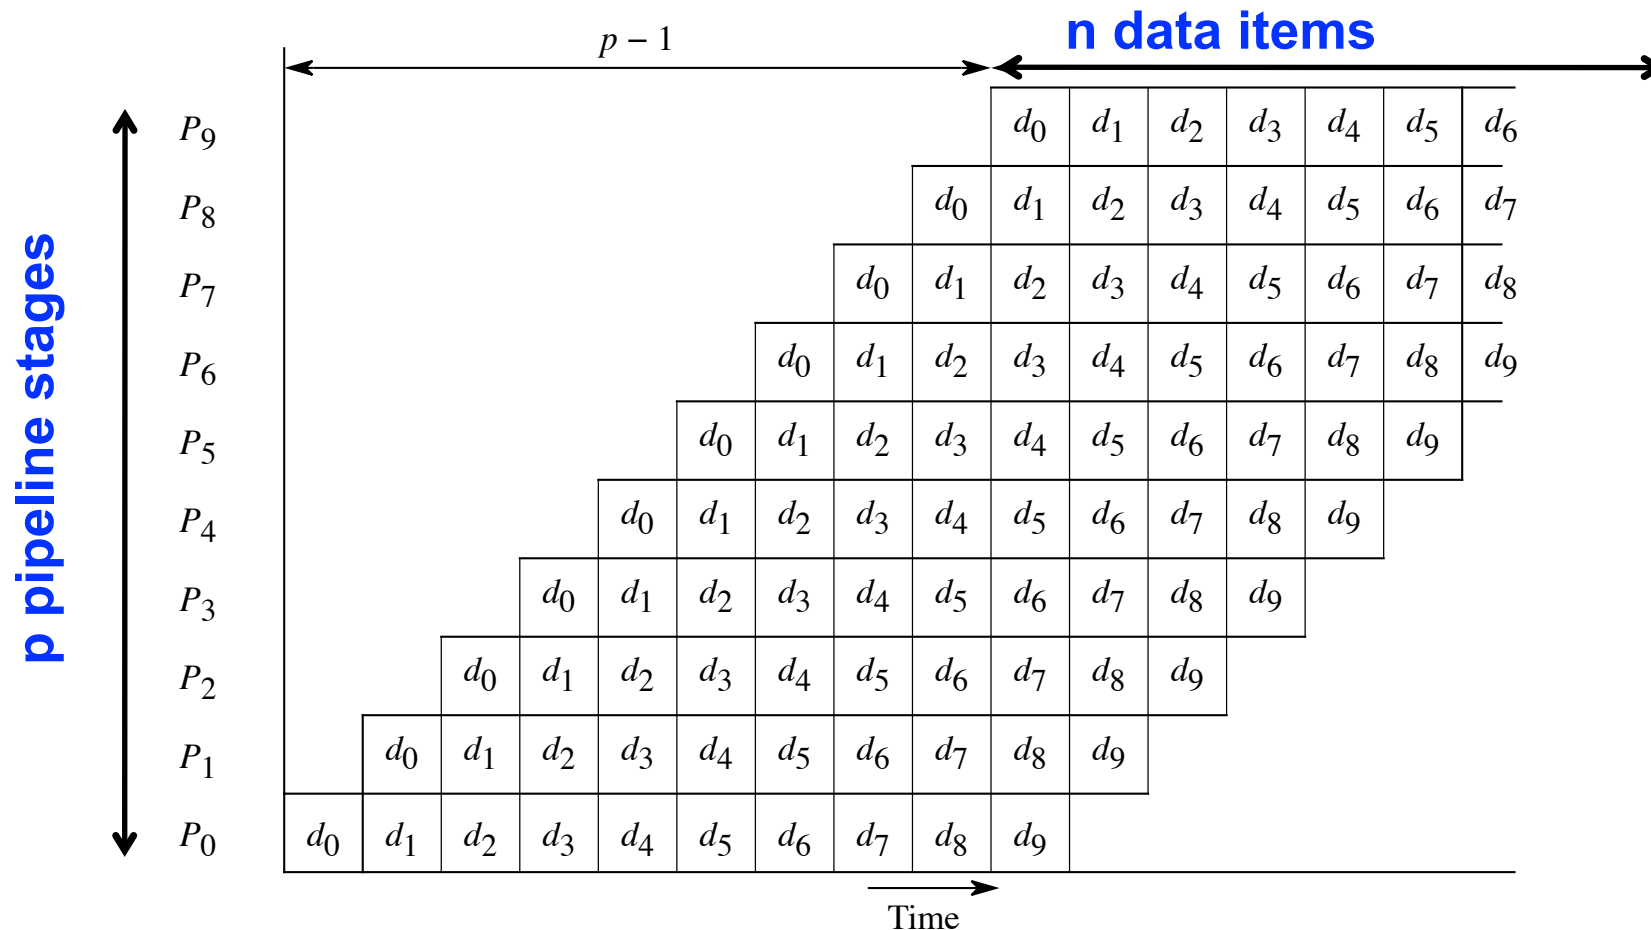 n data items
p − 1
p pipeline stages
P9 d0 d1 d2 d3 d4 d5 d6
P8 d0 d1 d2 d3 d4 d5 d6 d7
P7 d0 d1 d2 d3 d4 d5 d6 d7 d8
P6 d0 d1 d2 d3 d4 d5 d6 d7 d8 d9
P5 d0 d1 d2 d3 d4 d5 d6 d7 d8 d9
P4 d0 d1 d2 d3 d4 d5 d6 d7 d8 d9
P3 d0 d1 d2 d3 d4 d5 d6 d7 d8 d9
P2 d0 d1 d2 d3 d4 d5 d6 d7 d8 d9
P1 d0 d1 d2 d3 d4 d5 d6 d7 d8 d9
P0 d0 d1 d2 d3 d4 d5 d6 d7 d8 d9
Time